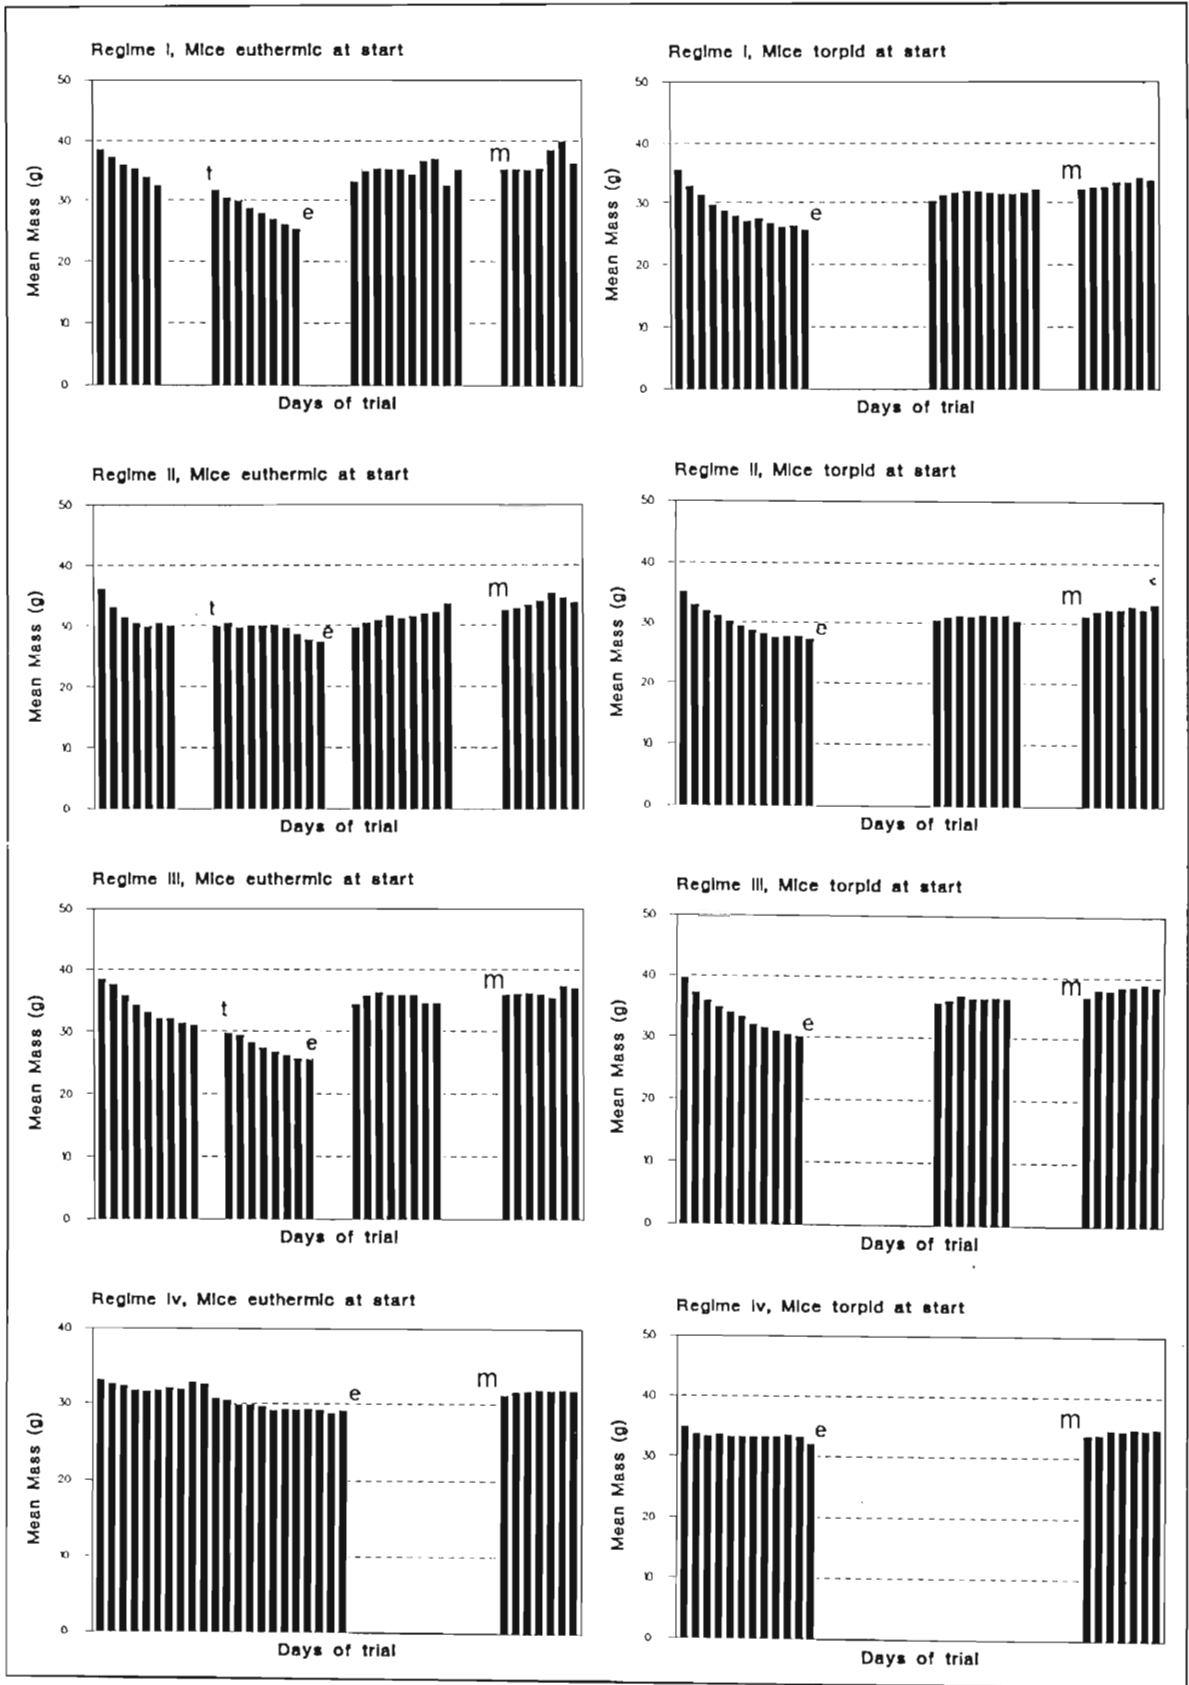 Regime I, Mice euthermic at start
50
40
30
20
10
0
Mean Mass (g)
t
e
m
Days of trial
Regime I, Mice torpid at start
50
40
30
20
10
0
Mean Mass (g)
e
m
Days of trial
Regime II, Mice euthermic at start
50
40
30
20
10
0
Mean Mass (g)
t
e
m
Days of trial
Regime II, Mice torpid at start
50
40
30
20
10
0
Mean Mass (g)
e
m
Days of trial
Regime III, Mice euthermic at start
50
40
30
20
10
0
Mean Mass (g)
t
e
m
Days of trial
Regime III, Mice torpid at start
50
40
30
20
10
0
Mean Mass (g)
e
m
Days of trial
Regime iv, Mice euthermic at start
40
30
20
10
0
Mean Mass (g)
e
m
Days of trial
Regime iv, Mice torpid at start
50
40
30
20
10
0
Mean Mass (g)
e
m
Days of trial